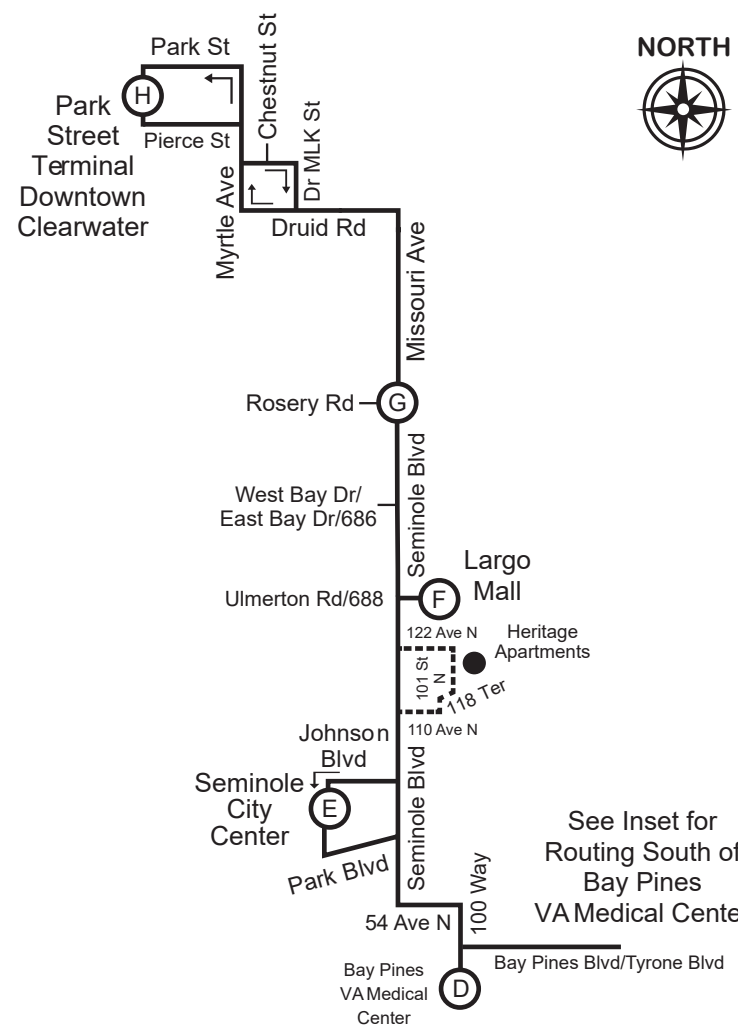 NORTH
Park St
Chestnut St
H
Park
Street
Terminal
Downtown
Clearwater
Pierce St
Dr MLK St
Myrtle Ave
Druid Rd
Missouri Ave
Rosery Rd
G
Seminole Blvd
West Bay Dr/
East Bay Dr/686
Largo
Mall
Ulmerton Rd/688
F
122 Ave N
Heritage
Apartments
101 St
N
118 Ter
110 Ave N
Johnson
Blvd
Seminole
City
Center
E
Seminole Blvd
Park Blvd
See Inset for
Routing South of
Bay Pines
VA Medical Cente
100 Way
54 Ave N
Bay Pines Blvd/Tyrone Blvd
Bay Pines
VA Medical
Center
D